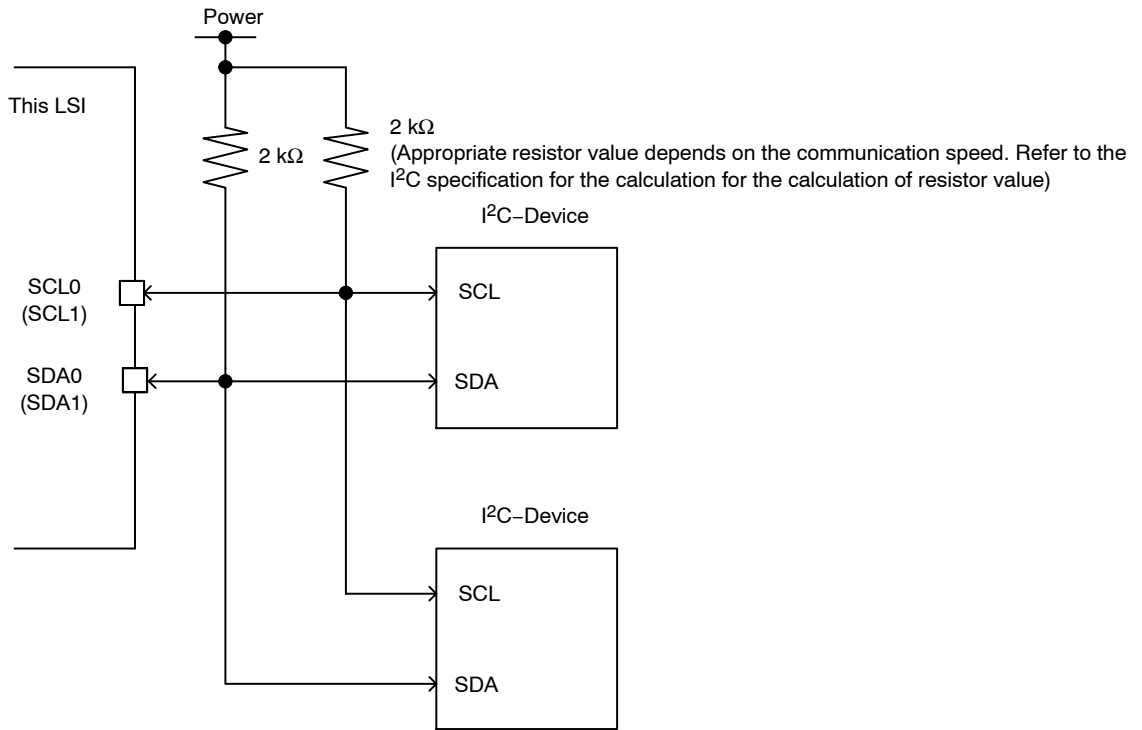 Power
This LSI
2 kΩ
2 kΩ
(Appropriate resistor value depends on the communication speed. Refer to the
I²C specification for the calculation for the calculation of resistor value)
I²C−Device
SCL0
(SCL1)
SCL
SDA0
(SDA1)
SDA
I²C−Device
SCL
SDA